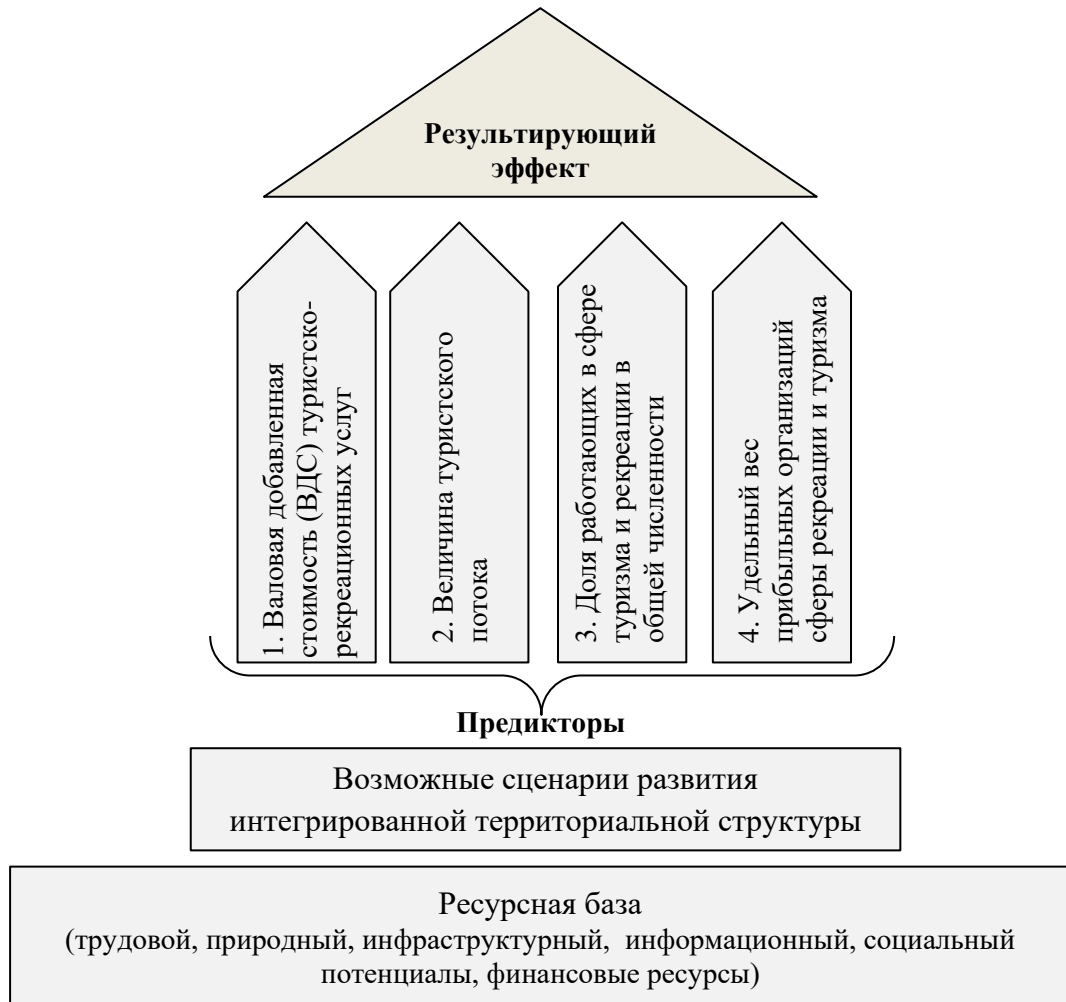 Результирующий
эффект
1. Валовая добавленная
стоимость (ВДС) туристско-
рекреационных услуг
2. Величина туристского
потока
3. Доля работающих в сфере
туризма и рекреации в
общей численности
4. Удельный вес
прибыльных организаций
сферы рекреации и туризма
Предикторы
Возможные сценарии развития
интегрированной территориальной структуры
Ресурсная база
(трудовой, природный, инфраструктурный, информационный, социальный
потенциалы, финансовые ресурсы)